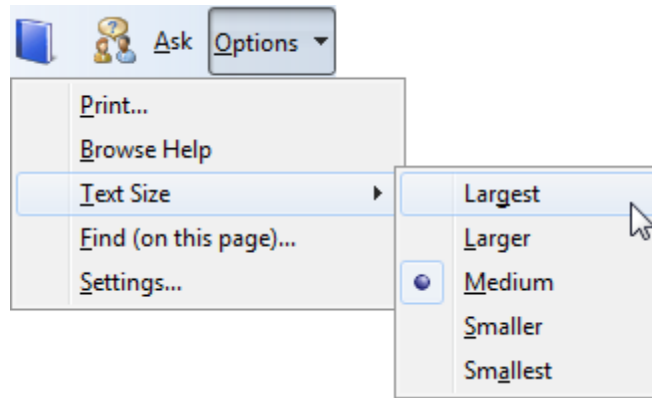 Ask Options
Print...
Browse Help
Text Size
Find (on this page)...
Settings...
Largest
Larger
Medium
Smaller
Smallest